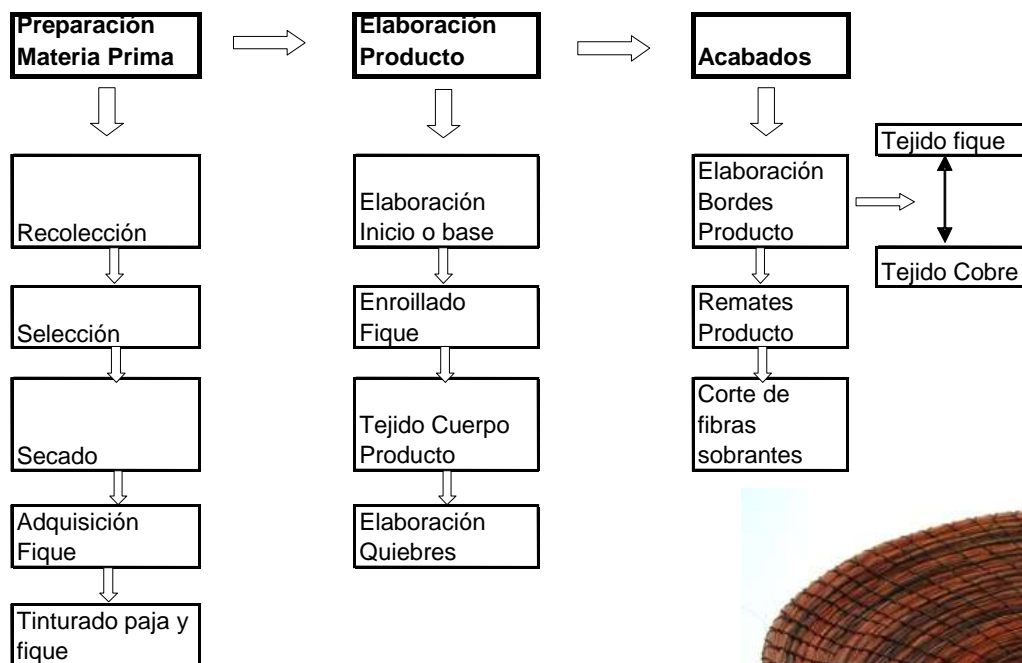 Preparación
Materia Prima
Recolección
Selección
Secado
Adquisición
Fique
Tinturado paja y
fique
Elaboración
Producto
Elaboración
Inicio o base
Enroillado
Fique
Tejido Cuerpo
Producto
Elaboración
Quiebres
Acabados
Elaboración
Bordes
Producto
Remates
Producto
Corte de
fibras
sobrantes
Tejido fique
Tejido Cobre